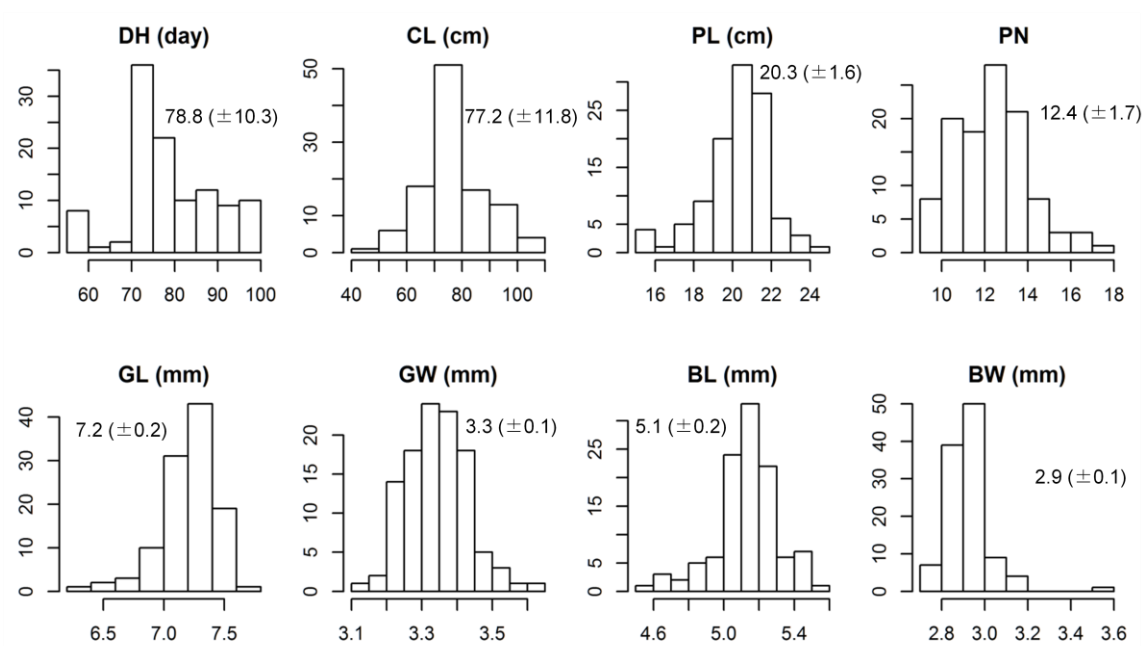 DH (day)
78.8 (±10.3)
30
20
10
0
60 70 80 90 100
CL (cm)
77.2 (±11.8)
50
30
10
0
40 60 80 100
PL (cm)
20.3 (±1.6)
25
15
5
0
16 18 20 22 24
PN
12.4 (±1.7)
20
10
5
0
10 12 14 16 18
GL (mm)
7.2 (±0.2)
40
30
20
10
0
6.5 7.0 7.5
GW (mm)
3.3 (±0.1)
20
15
10
5
0
3.1 3.3 3.5
BL (mm)
5.1 (±0.2)
25
15
5
0
4.6 5.0 5.4
BW (mm)
2.9 (±0.1)
50
40
30
20
10
0
2.8 3.0 3.2 3.4 3.6